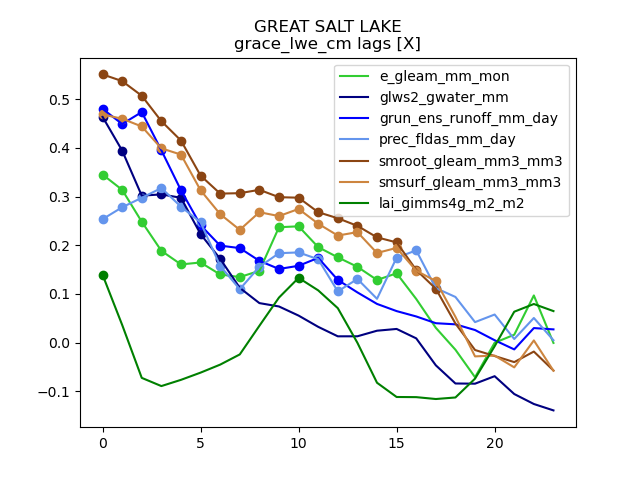 GREAT SALT LAKE
grace_lwe_cm lags [X]
e_gleam_mm_mon
glws2_gwater_mm
grun_ens_runoff_mm_day
prec_fldas_mm_day
smroot_gleam_mm3_mm3
smsurf_gleam_mm3_mm3
lai_gimms4g_m2_m2
0.5
0.4
0.3
0.2
0.1
0.0
−0.1
0 5 10 15 20